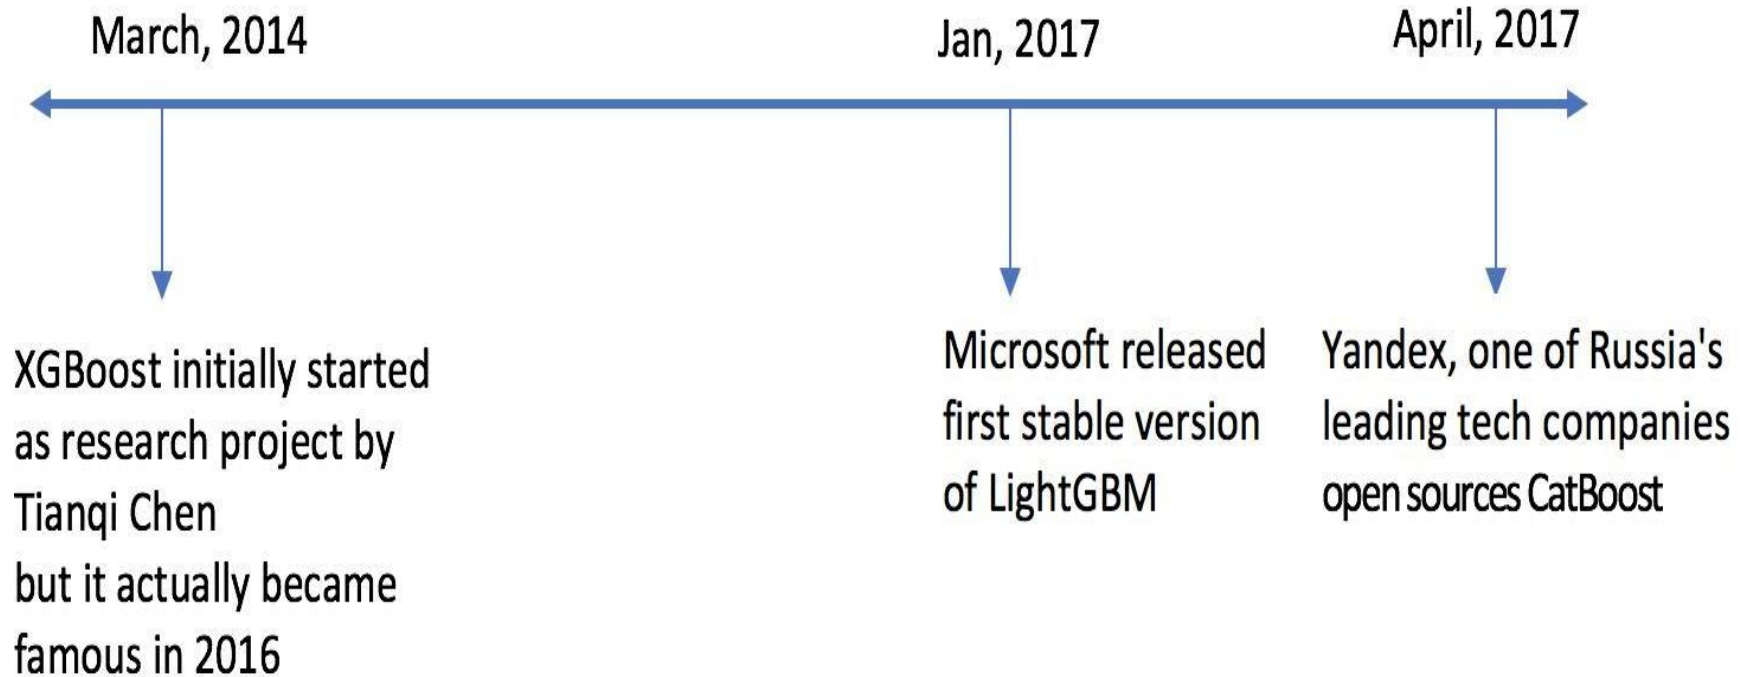 March, 2014
Jan, 2017
April, 2017
XGBoost initially started
as research project by
Tianqi Chen
but it actually became
famous in 2016
Microsoft released
first stable version
of LightGBM
Yandex, one of Russia's
leading tech companies
open sources CatBoost